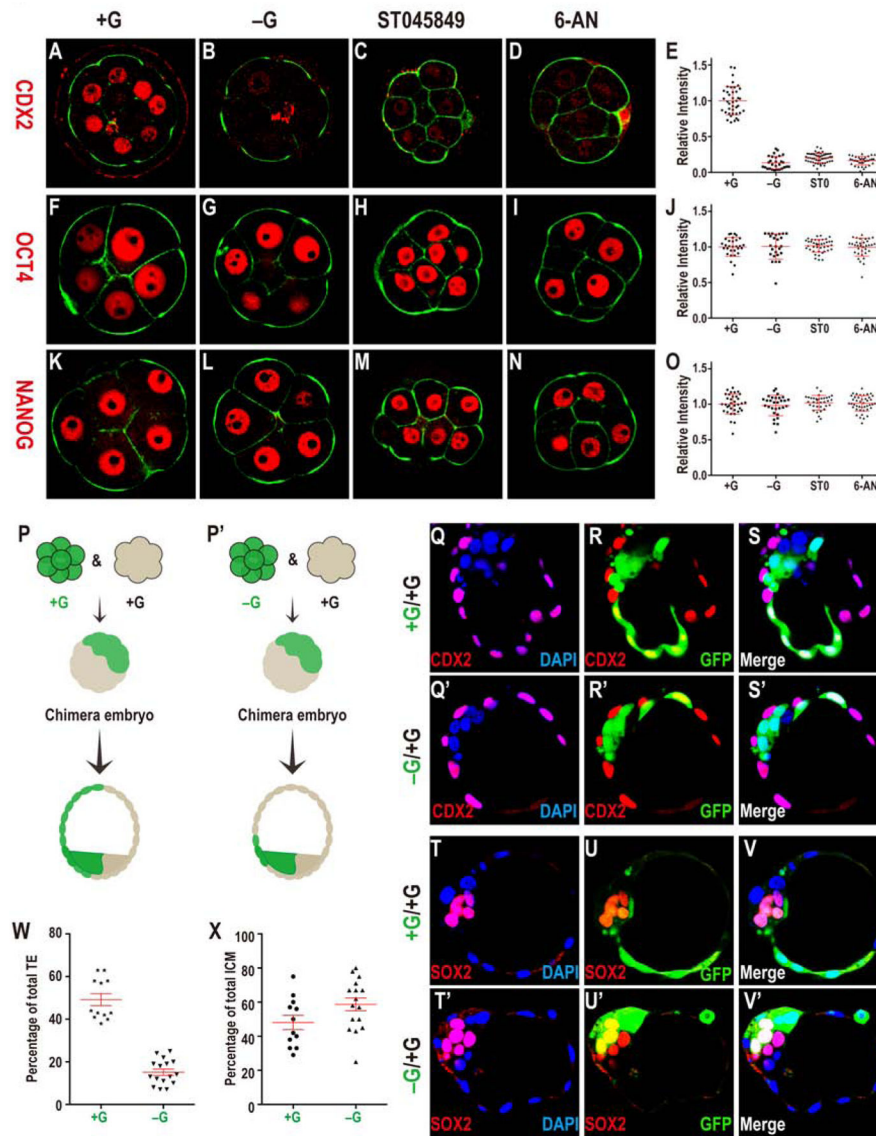 +G –G ST045849 6-AN
CDX2 A B C D E
Relative Intensity
1.5
1.0
0.5
0.0
+G –G ST0 6-AN
OCT4 F G H I J
Relative Intensity
1.5
1.0
0.5
0.0
+G –G ST0 6-AN
NANOG K L M N O
Relative Intensity
1.5
1.0
0.5
0.0
+G –G ST0 6-AN
P
&
+G +G
Chimera embryo
P'
&
–G +G
Chimera embryo
+G/+G
Q CDX2 DAPI
R CDX2 GFP
S Merge
–G/+G
Q' CDX2 DAPI
R' CDX2 GFP
S' Merge
+G/+G
T SOX2 DAPI
U SOX2 GFP
V Merge
–G/+G
T' SOX2 DAPI
U' SOX2 GFP
V' Merge
W
Percentage of total TE
80
60
40
20
0
+G –G
X
Percentage of total ICM
100
80
60
40
20
0
+G –G